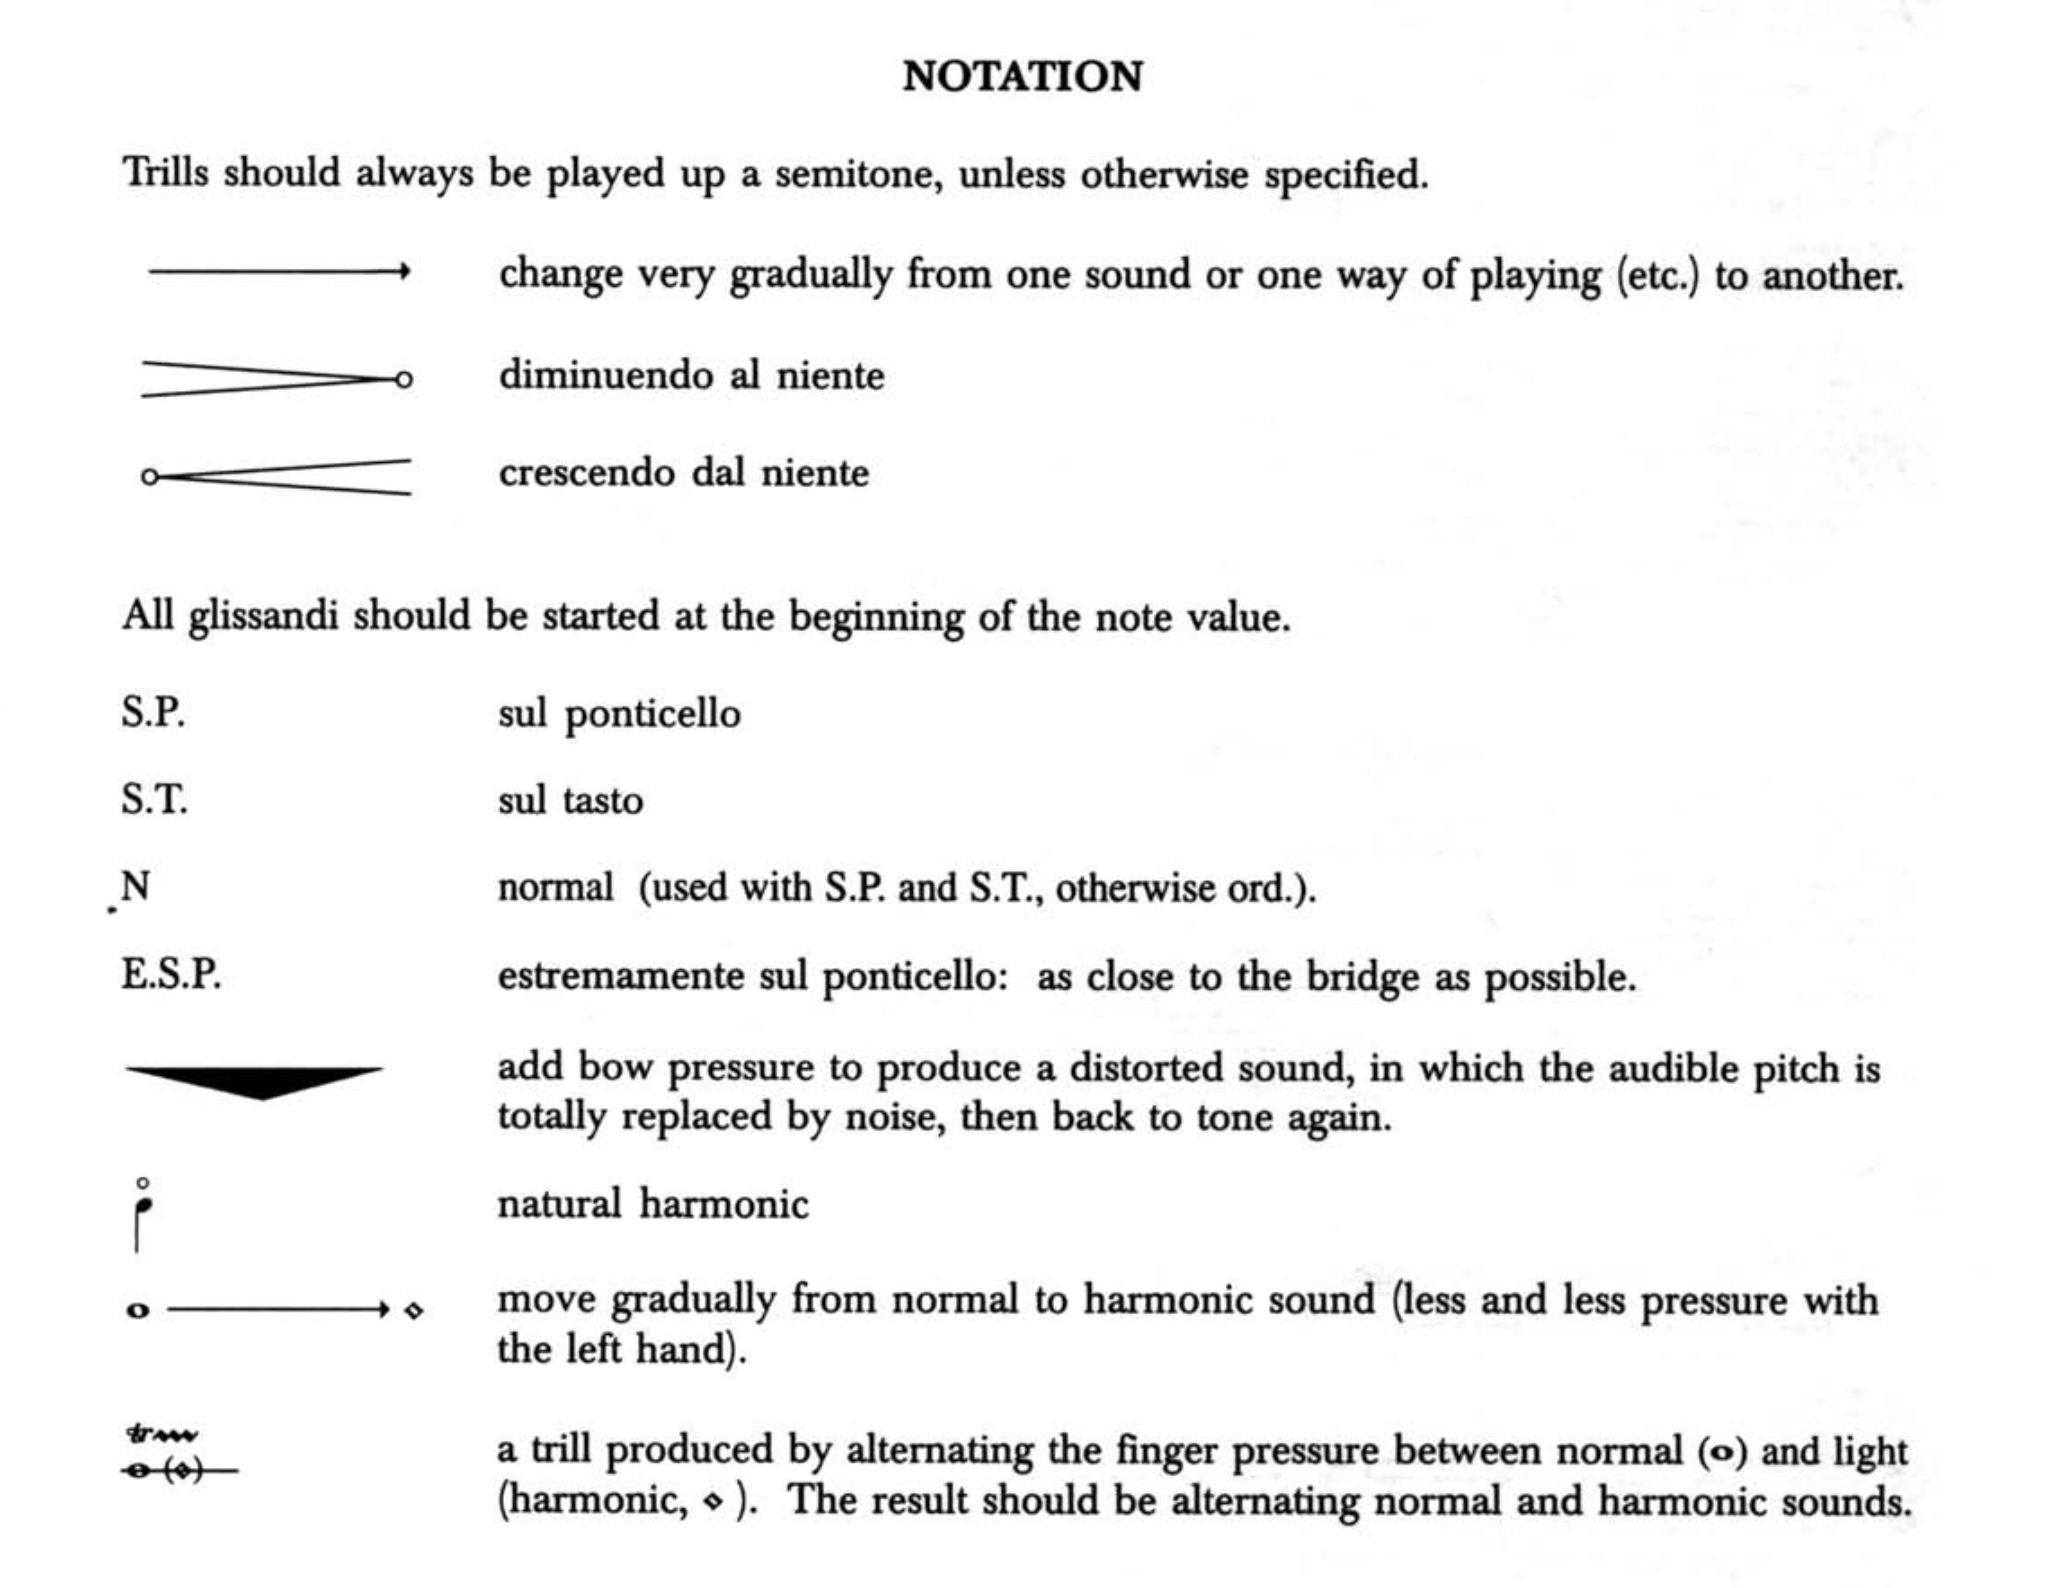 NOTATION
Trills should always be played up a semitone, unless otherwise specified.
change very gradually from one sound or one way of playing (etc.) to another.
diminuendo al niente
crescendo dal niente
All glissandi should be started at the beginning of the note value.
S.P. sul ponticello
S.T. sul tasto
N normal (used with S.P. and S.T., otherwise ord.).
E.S.P. estremamente sul ponticello: as close to the bridge as possible.
add bow pressure to produce a distorted sound, in which the audible pitch is
totally replaced by noise, then back to tone again.
natural harmonic
move gradually from normal to harmonic sound (less and less pressure with
the left hand).
tr
a trill produced by alternating the finger pressure between normal (𝅝) and light
(harmonic, ⋄ ). The result should be alternating normal and harmonic sounds.